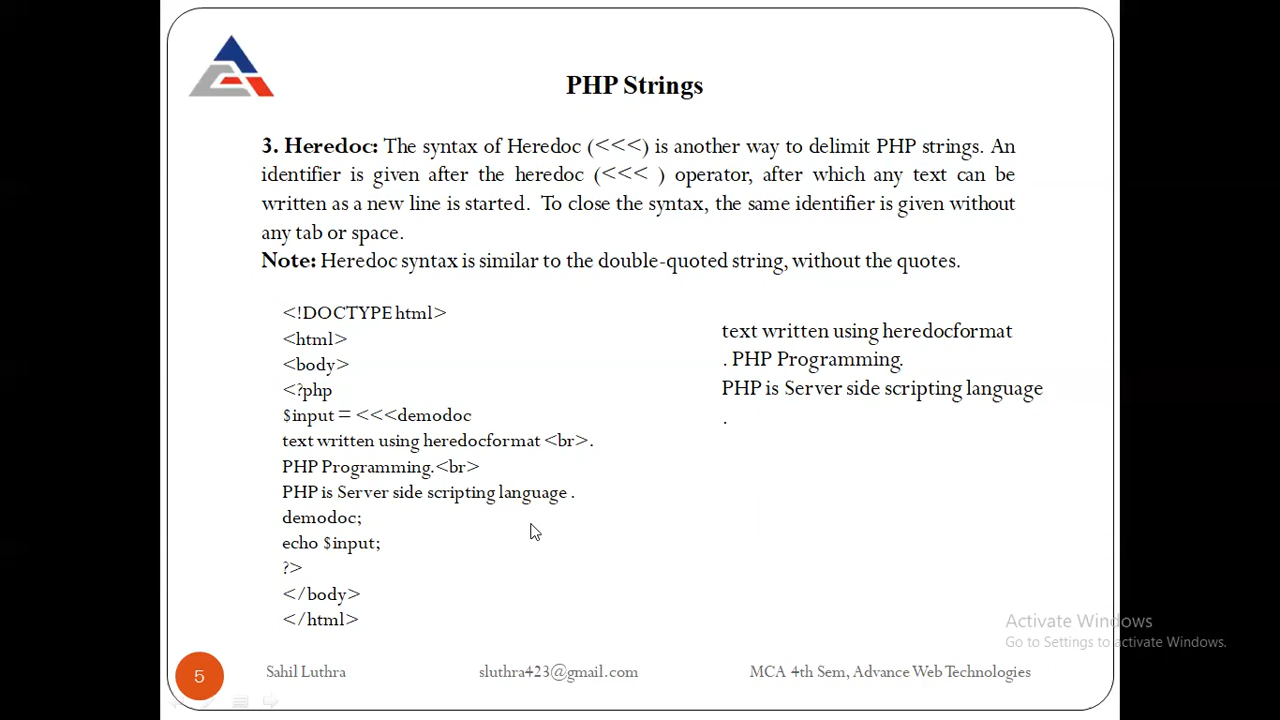 PHP Strings
3. Heredoc: The syntax of Heredoc (<<<) is another way to delimit PHP strings. An
identifier is given after the heredoc (<<< ) operator, after which any text can be
written as a new line is started. To close the syntax, the same identifier is given without
any tab or space.
Note: Heredoc syntax is similar to the double-quoted string, without the quotes.
<!DOCTYPE html>
<html>
<body>
<?php
$input = <<<demodoc
text written using heredocformat <br>.
PHP Programming.<br>
PHP is Server side scripting language .
demodoc;
echo $input;
?>
</body>
</html>
text written using heredocformat
. PHP Programming.
PHP is Server side scripting language
.
Activate Windows
Go to Settings to activate Windows.
5 Sahil Luthra sluthra423@gmail.com MCA 4th Sem, Advance Web Technologies